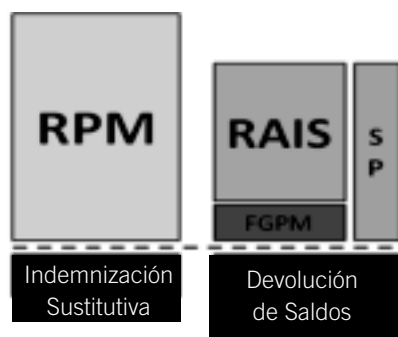 RPM
RAIS
S
P
FGPM
Indemnización
Sustitutiva
Devolución
de Saldos